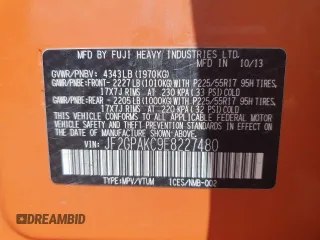 MFD BY FUJI HEAVY INDUSTRIES LTD. 10/13
GVWR/PNBV: 4343LB (1970KG)
GAWR/PNBE:FRONT- 2227LB(1010KG)WITH P225/55R17 95H TIRES,
17X7J RIMS AT 230 KPA( 33 PSI)COLD
GAWR/PNBE:REAR - 2205LB(1000KG)WITH P225/55R17 95H TIRES,
17X7J RIMS AT 220 KPA( 32 PSI)COLD
THIS VEHICLE CONFORMS TO ALL APPLICABLE FEDERAL
MOTOR VEHICLE SAFETY, BUMPER, AND THEFT PREVENTION
STANDARDS IN EFFECT ON THE DATE OF MANUFACTURE
SHOWN ABOVE.
VIN: JF2GPAKC9E8227480
TYPE:MPV/VTUM ICES/NMB-002
DREAMBID